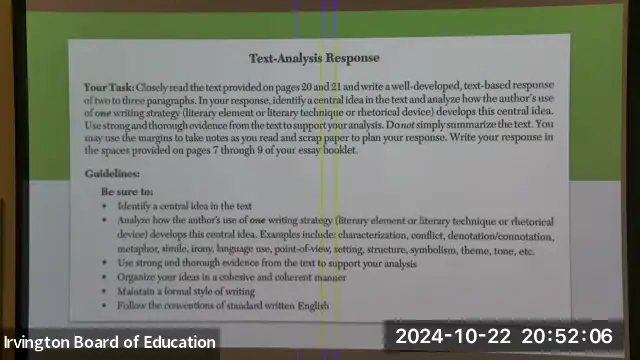 Text-Analysis Response
Your Task: Closely read the text provided on pages 20 and 21 and write a well-developed, text-based response
of two to three paragraphs. In your response, identify a central idea in the text and analyze how the author's use
of one writing strategy (literary element or literary technique or rhetorical device) develops this central idea.
Use strong and thorough evidence from the text to support your analysis. Do not simply summarize the text. You
may use the margins to take notes as you read and scrap paper to plan your response. Write your response in
the spaces provided on pages 7 through 9 of your essay booklet.
Guidelines:
Be sure to:
• Identify a central idea in the text
• Analyze how the author's use of one writing strategy (literary element or literary technique or rhetorical
device) develops this central idea. Examples include: characterization, conflict, denotation/connotation,
metaphor, simile, irony, language use, point-of-view, setting, structure, symbolism, theme, tone, etc.
• Use strong and thorough evidence from the text to support your analysis
• Organize your ideas in a cohesive and coherent manner
• Maintain a formal style of writing
• Follow the conventions of standard written English
Irvington Board of Education
2024-10-22 20:52:06